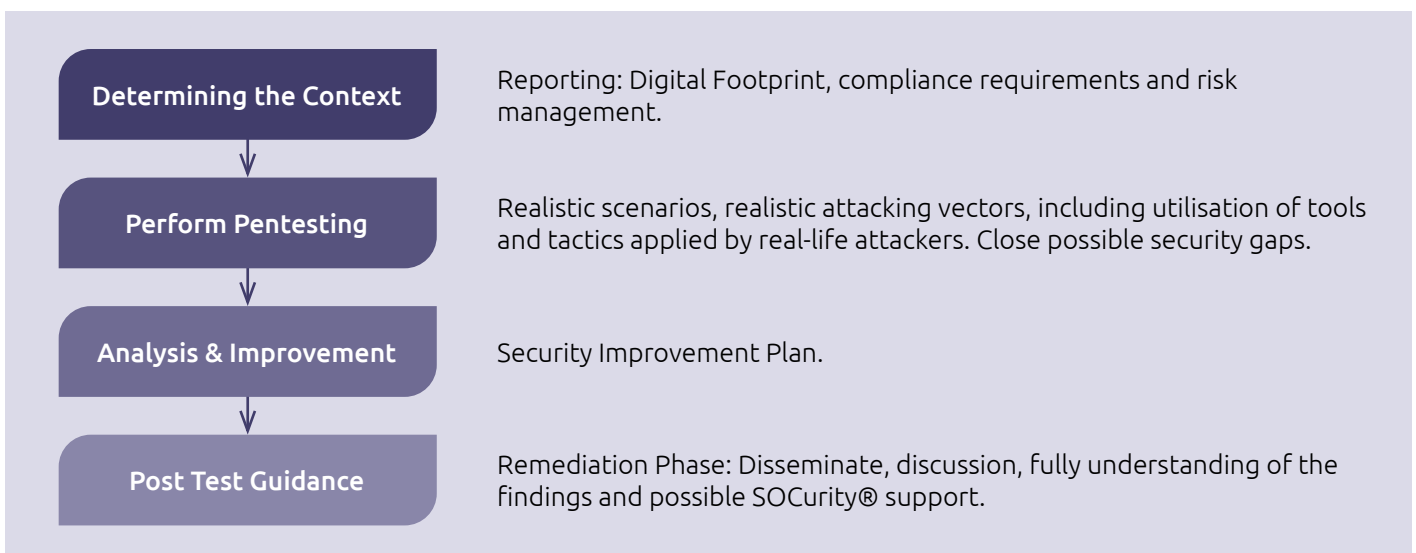 Determining the Context
Reporting: Digital Footprint, compliance requirements and risk
management.
Perform Pentesting
Realistic scenarios, realistic attacking vectors, including utilisation of tools
and tactics applied by real-life attackers. Close possible security gaps.
Analysis & Improvement
Security Improvement Plan.
Post Test Guidance
Remediation Phase: Disseminate, discussion, fully understanding of the
findings and possible SOCurity® support.